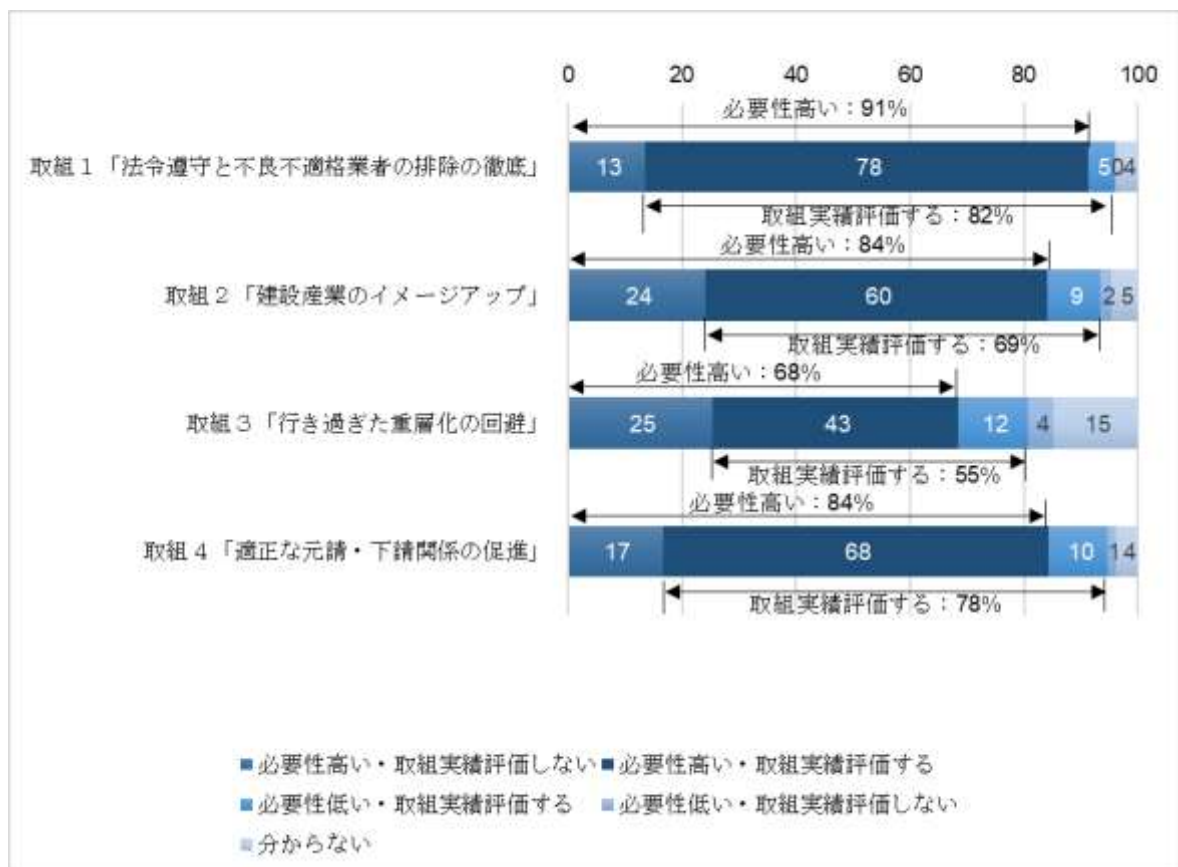 0 20 40 60 80 100
必要性高い：91%
取組１「法令遵守と不良不適格業者の排除の徹底」 13 78 5 0 4
取組実績評価する：82%
必要性高い：84%
取組２「建設産業のイメージアップ」 24 60 9 2 5
取組実績評価する：69%
必要性高い：68%
取組３「行き過ぎた重層化の回避」 25 43 12 4 15
取組実績評価する：55%
必要性高い：84%
取組４「適正な元請・下請関係の促進」 17 68 10 1 4
取組実績評価する：78%
必要性高い・取組実績評価しない 必要性高い・取組実績評価する
必要性低い・取組実績評価する 必要性低い・取組実績評価しない
分からない